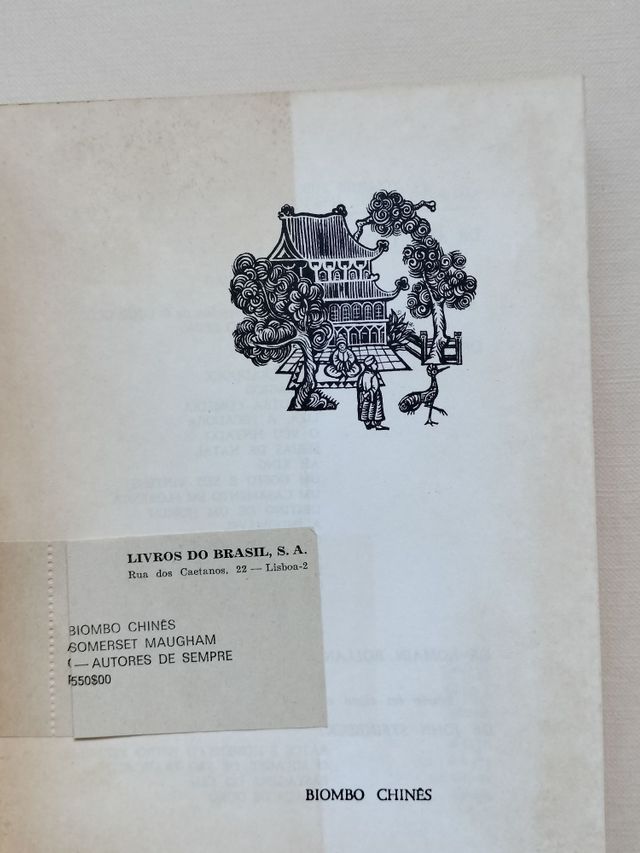 LIVROS DO BRASIL, S. A.
Rua dos Caetanos, 22 — Lisboa-2
BIOMBO CHINÊS
SOMERSET MAUGHAM
— AUTORES DE SEMPRE
550$00
BIOMBO CHINÊS